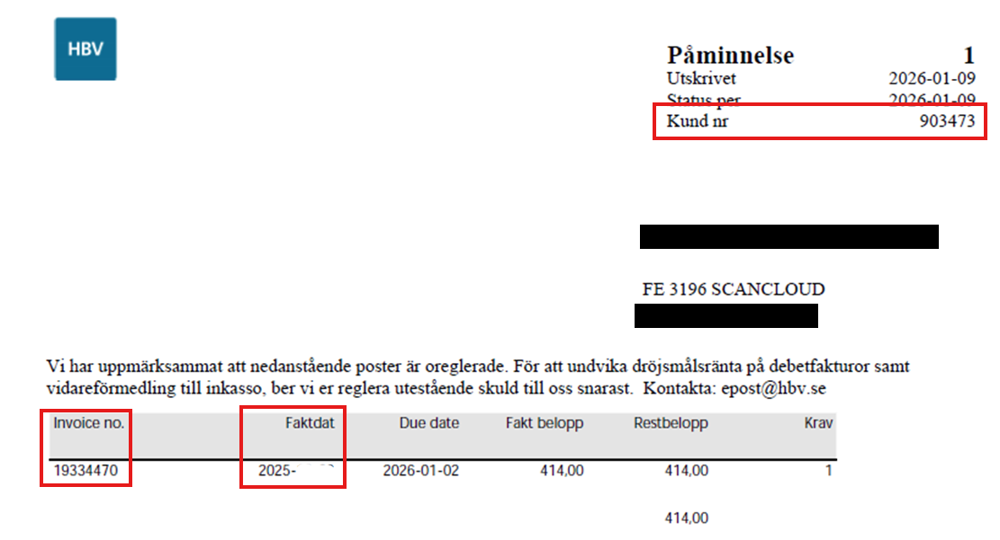 HBV
Påminnelse 1
Utskrivet 2026-01-09
Status per 2026-01-09
Kund nr 903473
FE 3196 SCANCLOUD
Vi har uppmärksammat att nedanstående poster är oreglerade. För att undvika dröjsmålsränta på debetfakturor samt
vidareförmedling till inkasso, ber vi er reglera utestående skuld till oss snarast. Kontakta: epost@hbv.se
Invoice no. Faktdat Due date Fakt belopp Restbelopp Krav
19334470 2025- 2026-01-02 414,00 414,00 1
414,00